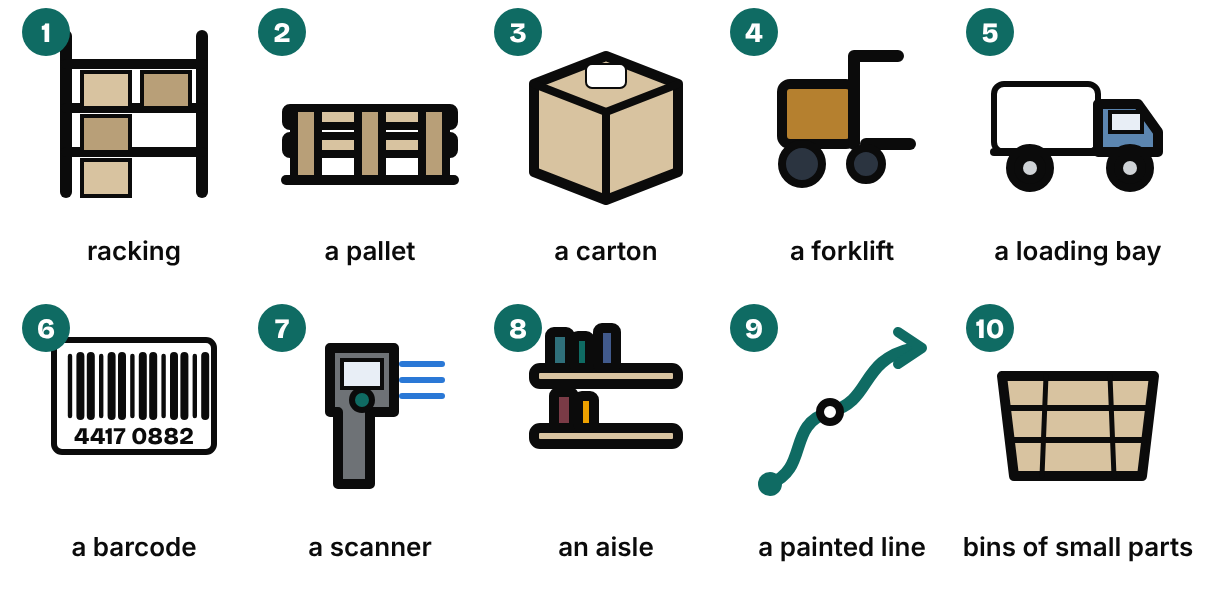 1
racking
2
a pallet
3
a carton
4
a forklift
5
a loading bay
6
4417 0882
a barcode
7
a scanner
8
an aisle
9
a painted line
10
bins of small parts